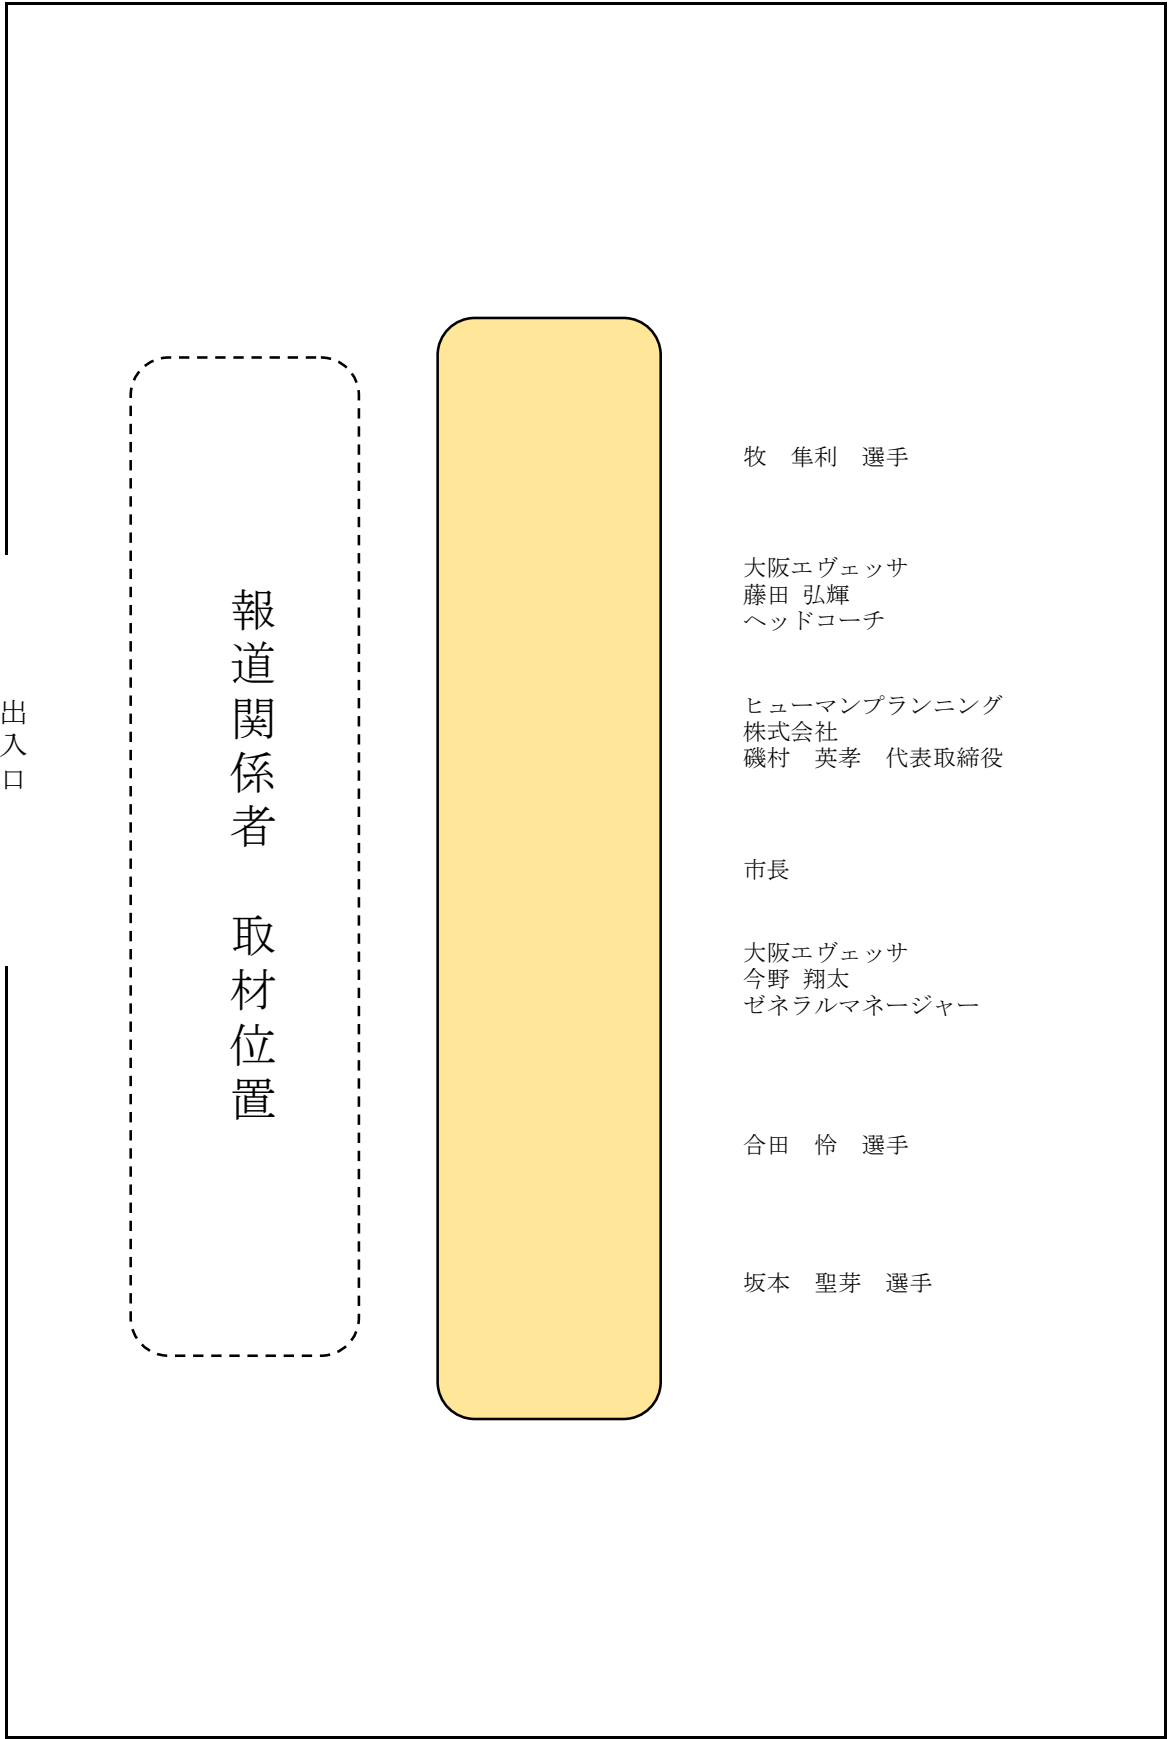 出入口
報道関係者　取材位置
牧　隼利　選手
大阪エヴェッサ
藤田 弘輝
ヘッドコーチ
ヒューマンプランニング
株式会社
磯村　英孝　代表取締役
市長
大阪エヴェッサ
今野 翔太
ゼネラルマネージャー
合田　怜　選手
坂本　聖芽　選手